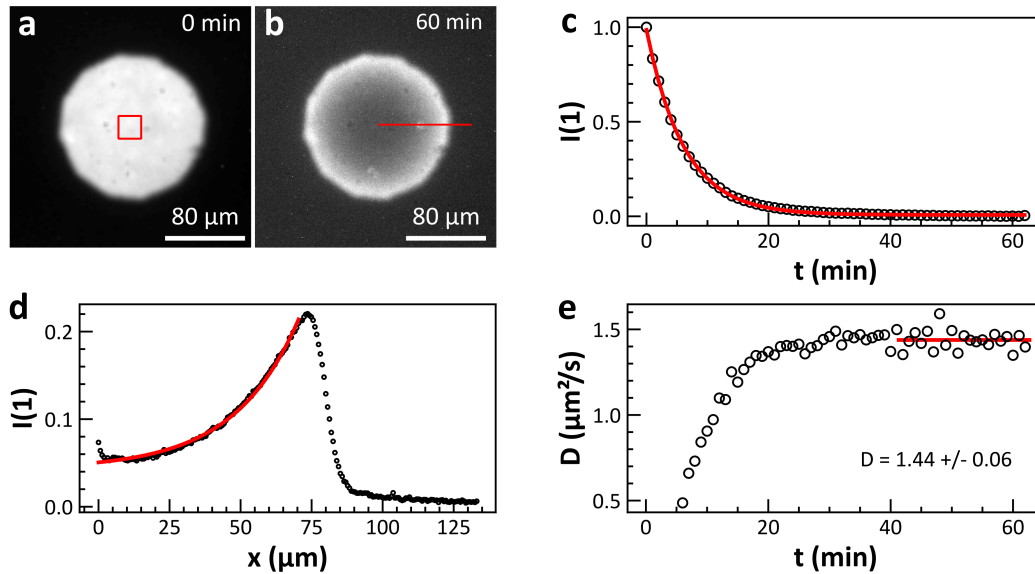 a
0 min
80 µm
b
60 min
80 µm
c
I(1)
1.0
0.5
0.0
0
20
40
60
t (min)
d
I(1)
0.2
0.1
0.0
0
25
50
75
100
125
x (µm)
e
D (µm²/s)
1.5
1.0
0.5
D = 1.44 +/- 0.06
0
20
40
60
t (min)